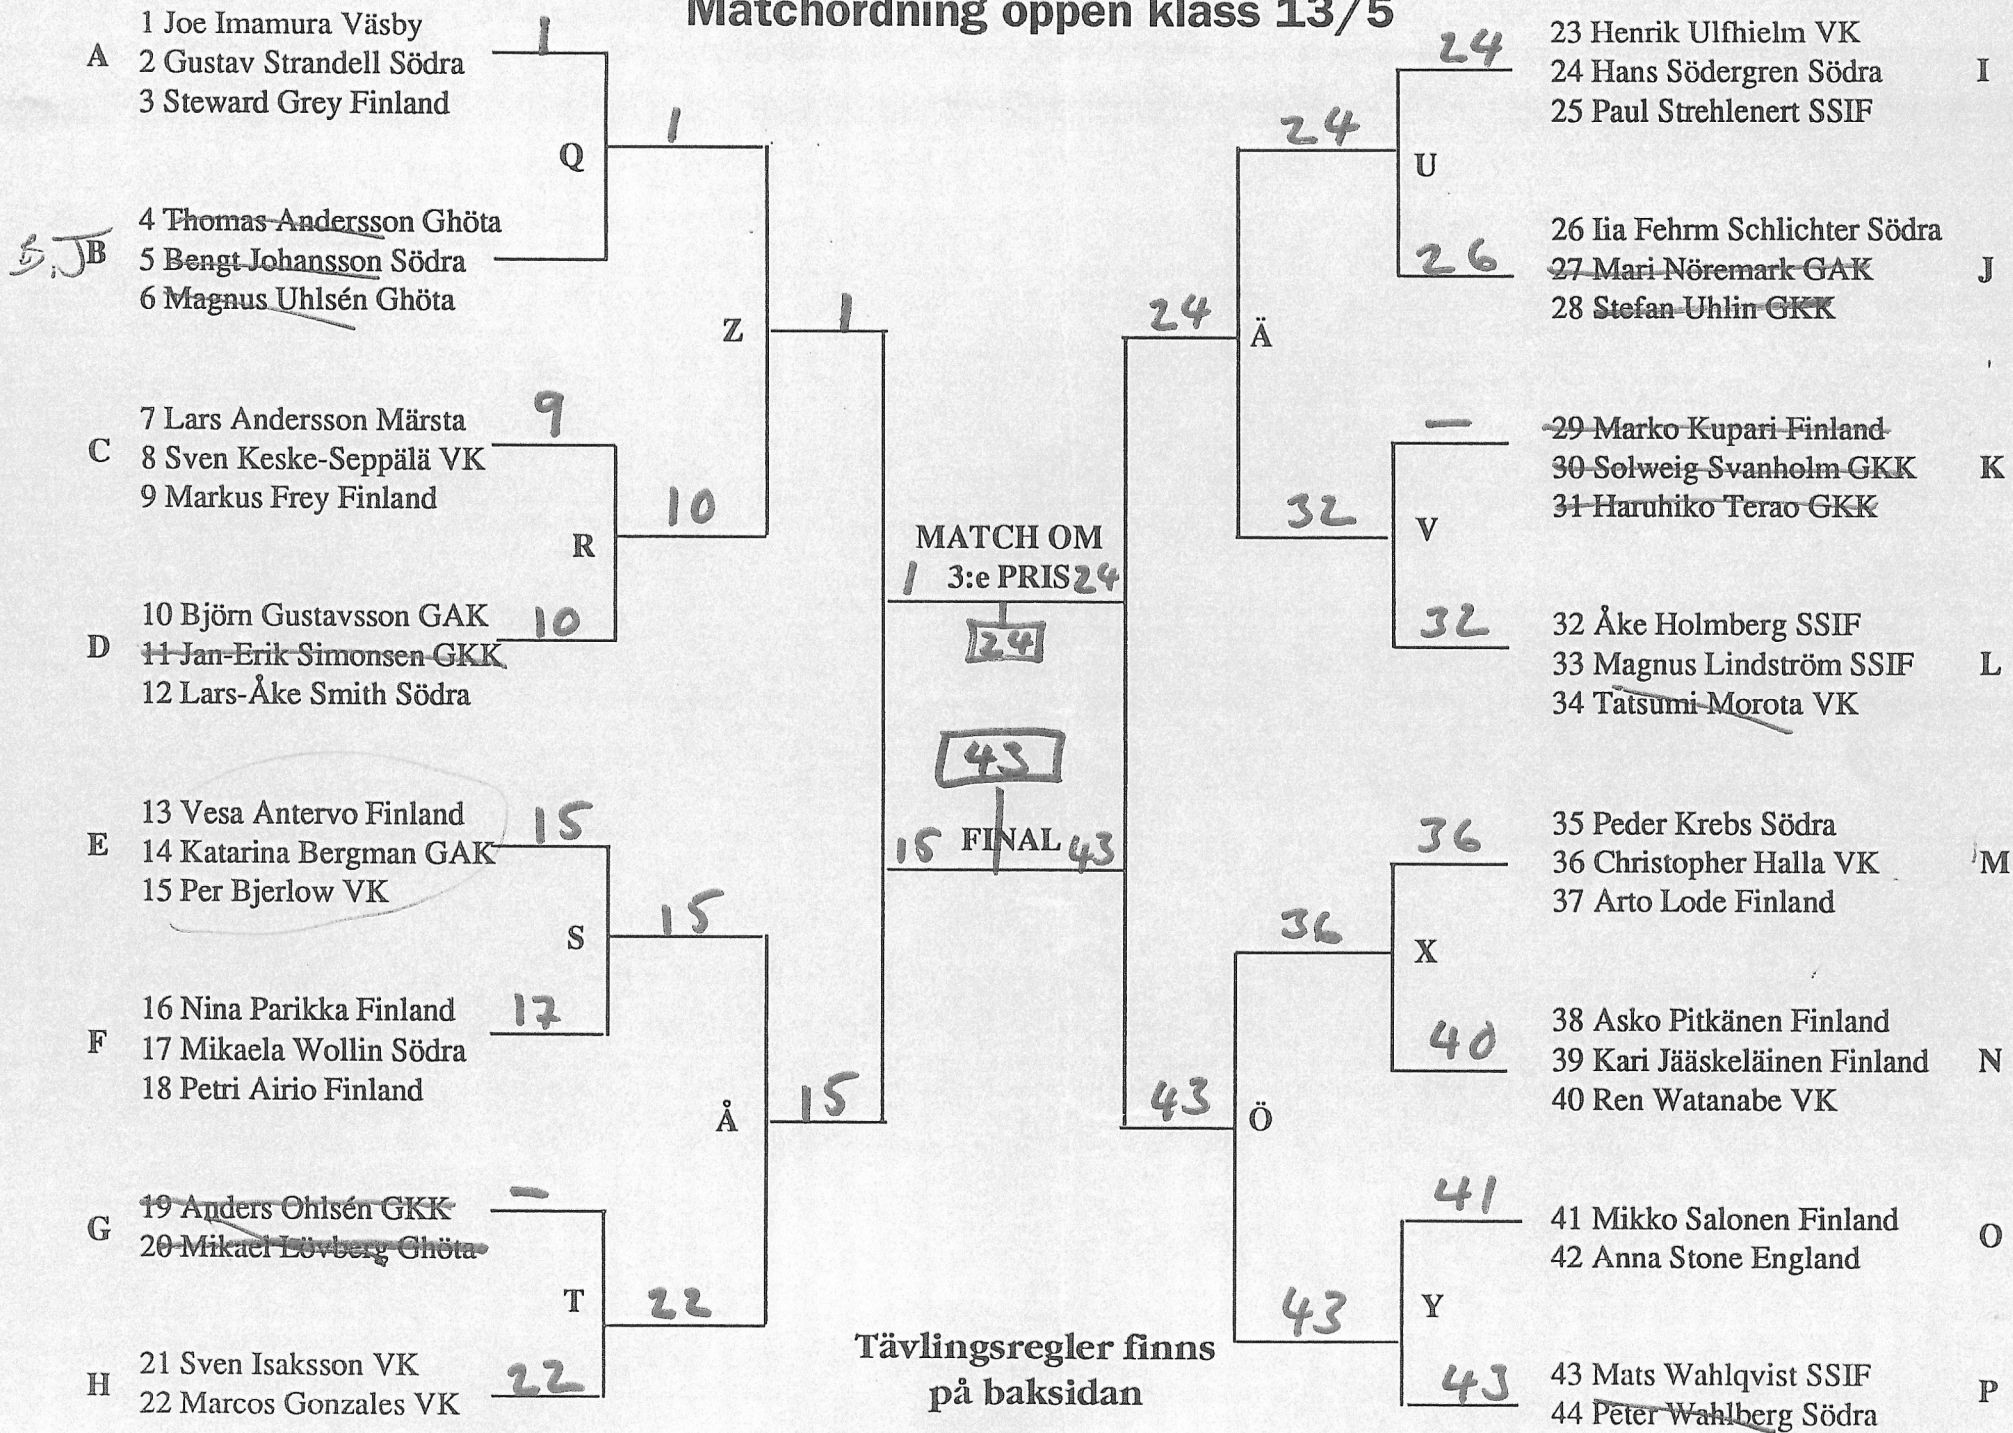 Matchordning öppen klass 13/5
A
1 Joe Imamura Väsby
2 Gustav Strandell Södra
3 Steward Grey Finland
1
Q
1
B.J B
4 Thomas Andersson Ghöta
5 Bengt Johansson Södra
6 Magnus Uhlsén Ghöta
Z
1
C
7 Lars Andersson Märsta
8 Sven Keske-Seppälä VK
9 Markus Frey Finland
9
R
10
D
10 Björn Gustavsson GAK
11 Jan-Erik Simonsen GKK
12 Lars-Åke Smith Södra
10
E
13 Vesa Antervo Finland
14 Katarina Bergman GAK
15 Per Bjerlow VK
15
S
15
F
16 Nina Parikka Finland
17 Mikaela Wollin Södra
18 Petri Airio Finland
17
Å
15
G
19 Anders Ohlsén GKK
20 Mikael Lövberg Ghöta
–
T
22
H
21 Sven Isaksson VK
22 Marcos Gonzales VK
22
MATCH OM
1 3:e PRIS 24
24
43
15 FINAL 43
Tävlingsregler finns
på baksidan
24
23 Henrik Ulfhielm VK
24 Hans Södergren Södra
25 Paul Strehlenert SSIF
I
24
U
26
26 Iia Fehrm Schlichter Södra
27 Mari Nöremark GAK
28 Stefan Uhlin GKK
J
24
Ä
–
29 Marko Kupari Finland
30 Solweig Svanholm GKK
31 Haruhiko Terao GKK
K
32
V
32
32 Åke Holmberg SSIF
33 Magnus Lindström SSIF
34 Tatsumi Morota VK
L
36
35 Peder Krebs Södra
36 Christopher Halla VK
37 Arto Lode Finland
M
36
X
40
38 Asko Pitkänen Finland
39 Kari Jääskeläinen Finland
40 Ren Watanabe VK
N
43
Ö
41
41 Mikko Salonen Finland
42 Anna Stone England
O
43
Y
43
43 Mats Wahlqvist SSIF
44 Peter Wahlberg Södra
P